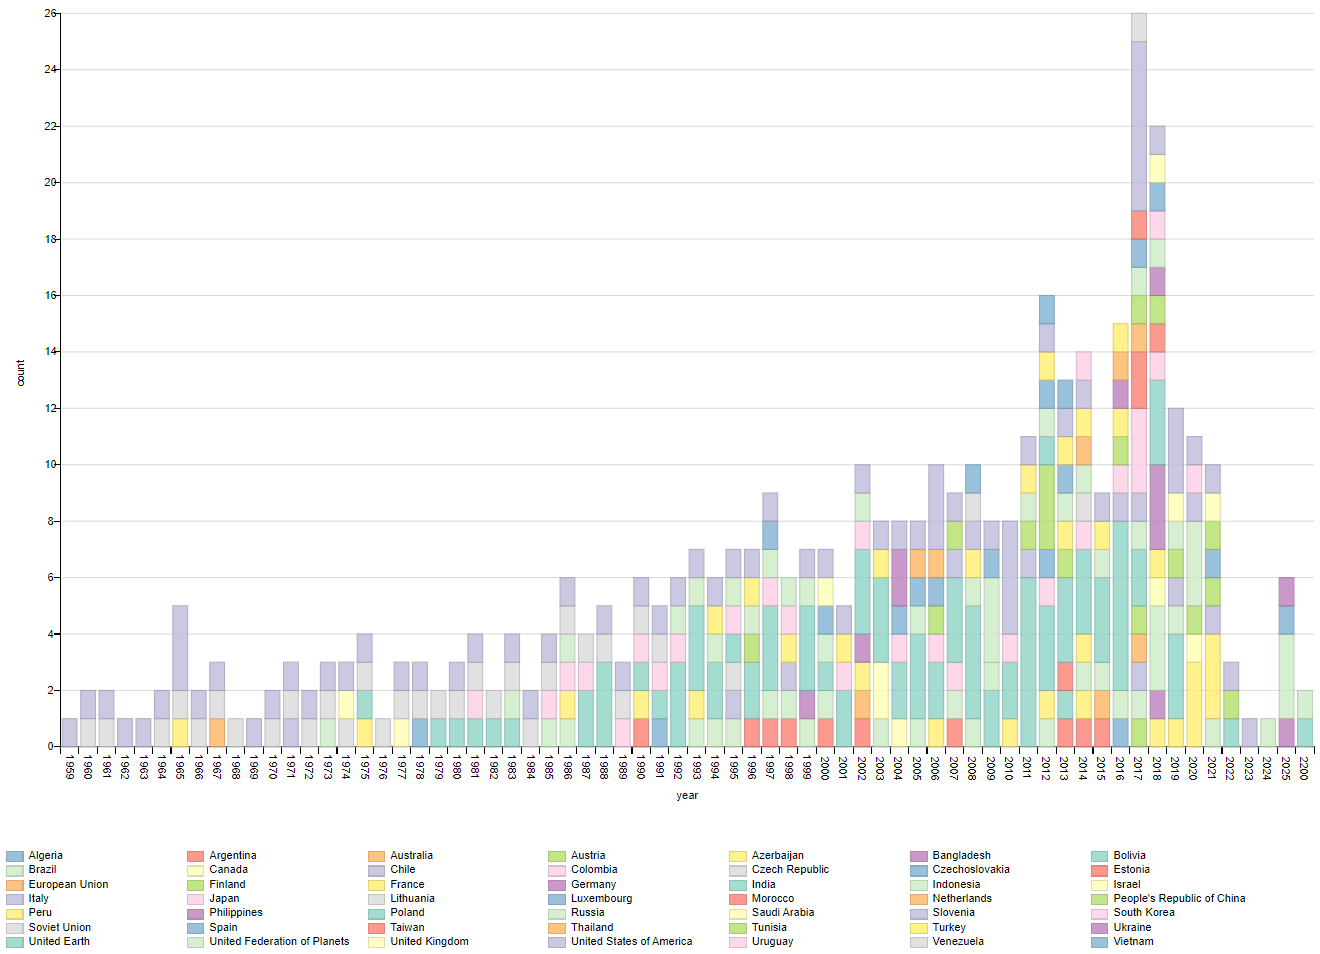 26
24
22
20
18
16
14
12
10
8
6
4
2
0
count
1959 1960 1961 1962 1963 1964 1965 1966 1967 1968 1969 1970 1971 1972 1973 1974 1975 1976 1977 1978 1979 1980 1981 1982 1983 1984 1985 1986 1987 1988 1989 1990 1991 1992 1993 1994 1995 1996 1997 1998 1999 2000 2001 2002 2003 2004 2005 2006 2007 2008 2009 2010 2011 2012 2013 2014 2015 2016 2017 2018 2019 2020 2021 2022 2023 2024 2025 2200
year
Algeria Argentina Australia Austria Azerbaijan Bangladesh Bolivia
Brazil Canada Chile Colombia Czech Republic Czechoslovakia Estonia
European Union Finland France Germany India Indonesia Israel
Italy Japan Lithuania Luxembourg Morocco Netherlands People's Republic of China
Peru Philippines Poland Russia Saudi Arabia Slovenia South Korea
Soviet Union Spain Taiwan Thailand Tunisia Turkey Ukraine
United Earth United Federation of Planets United Kingdom United States of America Uruguay Venezuela Vietnam